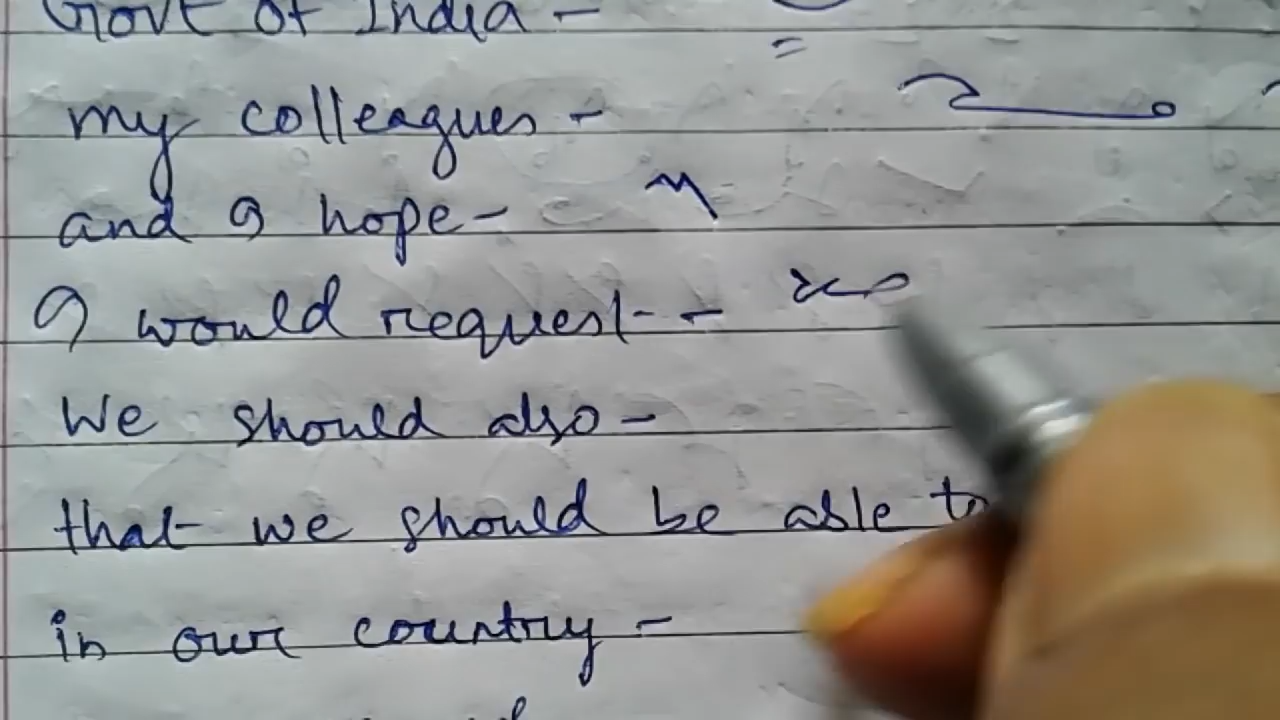 Govt of India -
my colleagues -
and I hope -
I would request - -
We should also -
that we should be able to
in our country -